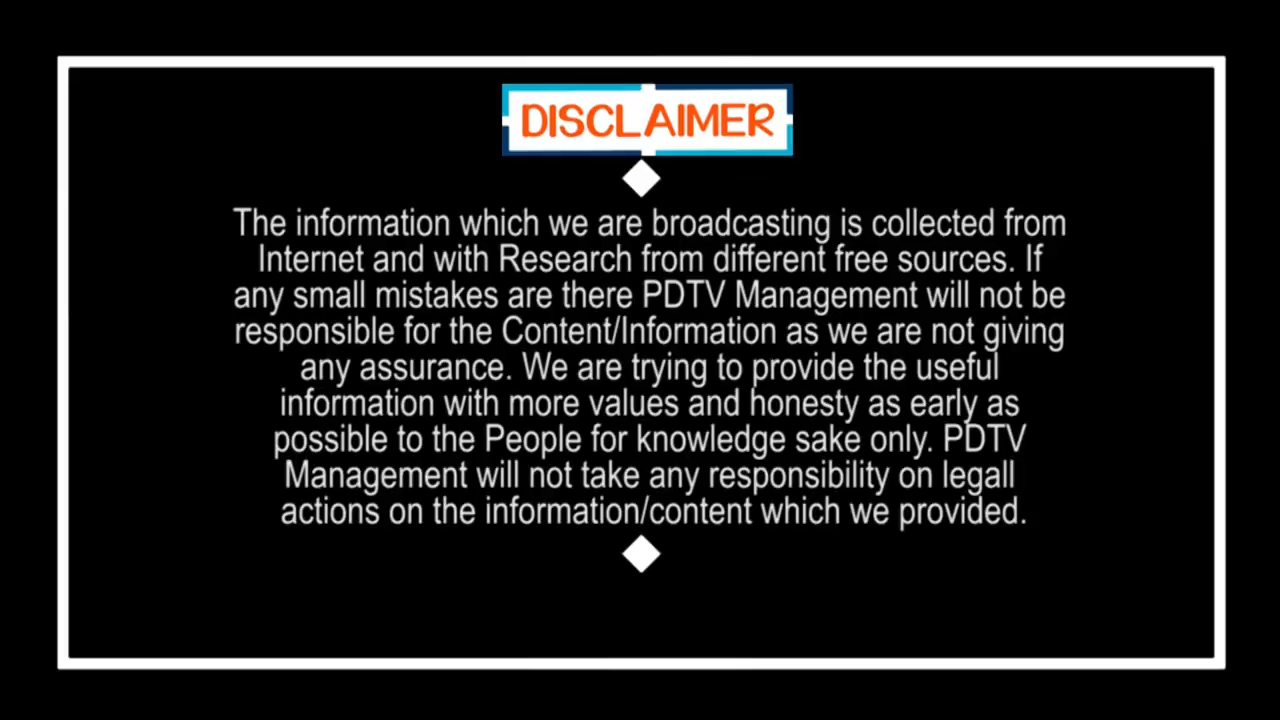 DISCLAIMER
The information which we are broadcasting is collected from
Internet and with Research from different free sources. If
any small mistakes are there PDTV Management will not be
responsible for the Content/Information as we are not giving
any assurance. We are trying to provide the useful
information with more values and honesty as early as
possible to the People for knowledge sake only. PDTV
Management will not take any responsibility on legall
actions on the information/content which we provided.